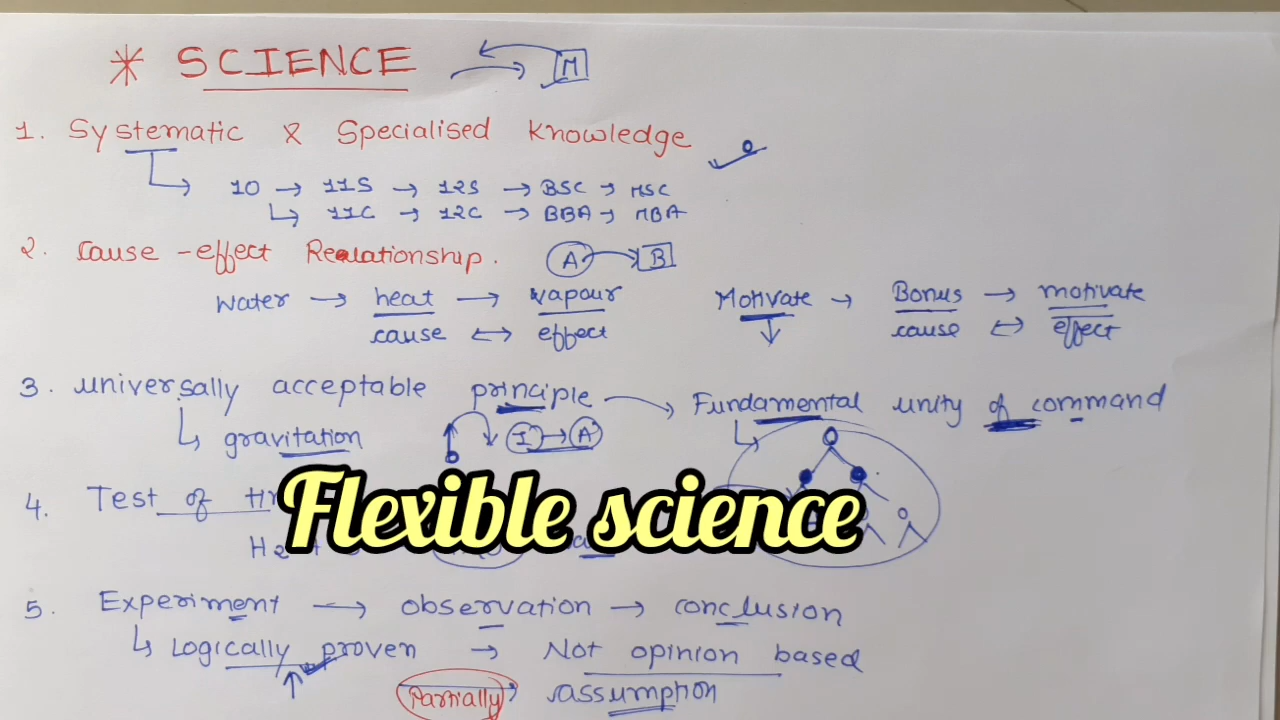 * SCIENCE M
1. Systematic & Specialised Knowledge
10 → 11S → 12S → BSC → MSC
↳ 11C → 12C → BBA → MBA
2. Cause-effect Realationship. A → B
Water → heat → vapour
cause ↔ effect
Motivate → Bonus → motivate
cause ↔ effect
3. universally acceptable principle → Fundamental unity of command
↳ gravitation I → A
4. Test of
Flexible science
5. Experiment → observation → conclusion
↳ Logically proven → Not opinion based
Partially assumption